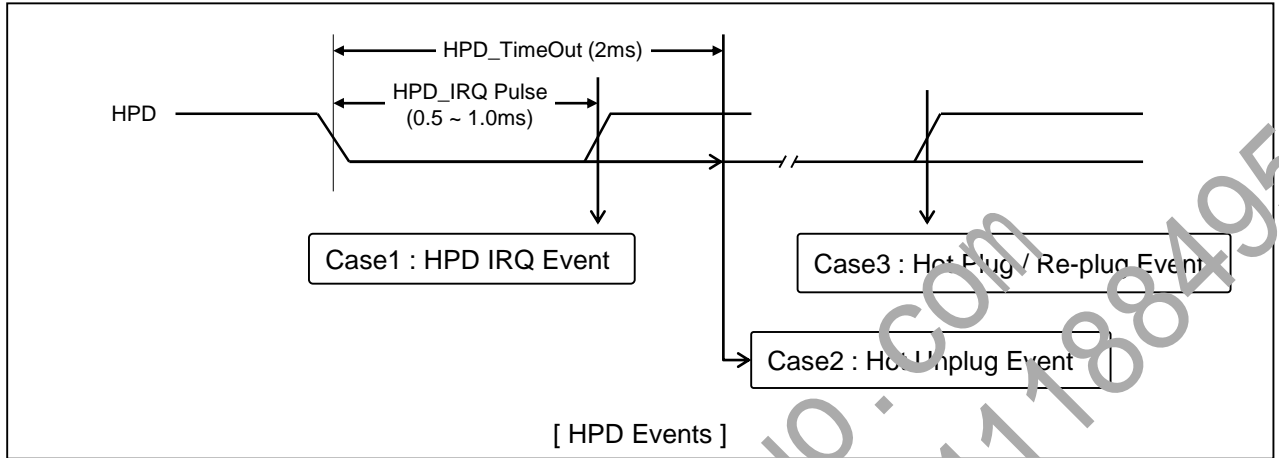 HPD_TimeOut (2ms)
HPD_IRQ Pulse
(0.5 ~ 1.0ms)
HPD
Case1 : HPD IRQ Event
Case3 : Hot Plug / Re-plug Event
Case2 : Hot Unplug Event
[ HPD Events ]